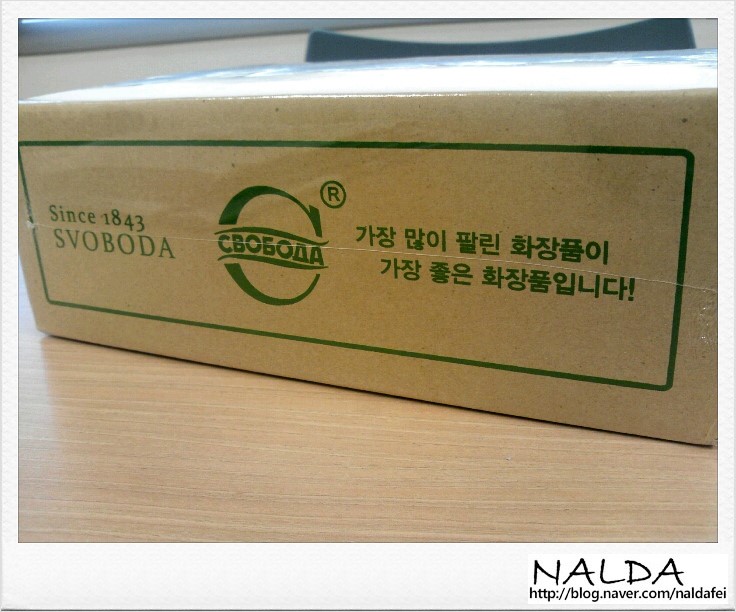 Since 1843
SVOBODA
®
СВОБОДА
가장 많이 팔린 화장품이
가장 좋은 화장품입니다!
NALDA
http://blog.naver.com/naldafei